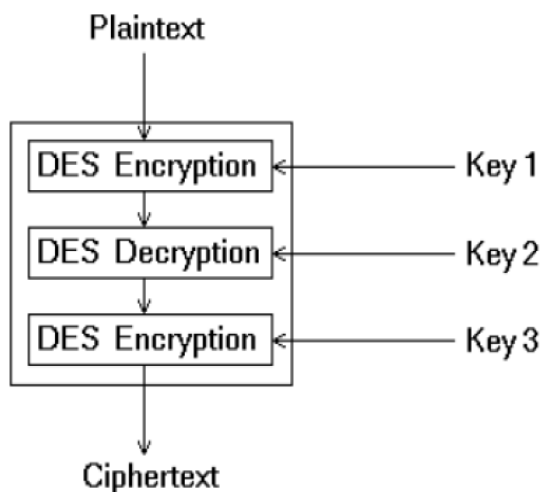 Plaintext
DES Encryption
Key 1
DES Decryption
Key 2
DES Encryption
Key 3
Ciphertext